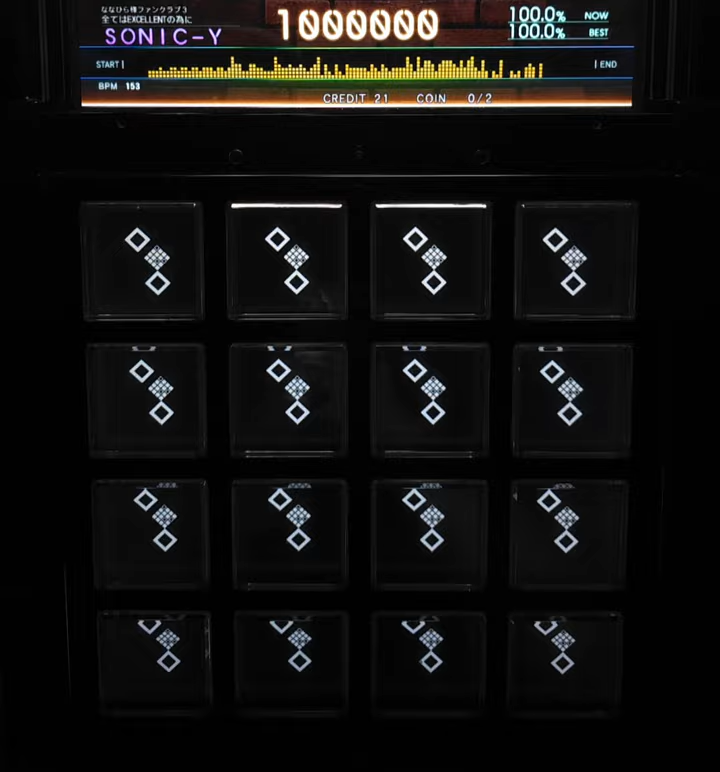 ななひら様ファンクラブ3
全てはEXCELLENTの為に
SONIC-Y
1000000
100.0% NOW
100.0% BEST
START | | END
BPM 153
CREDIT 21 COIN 0/2